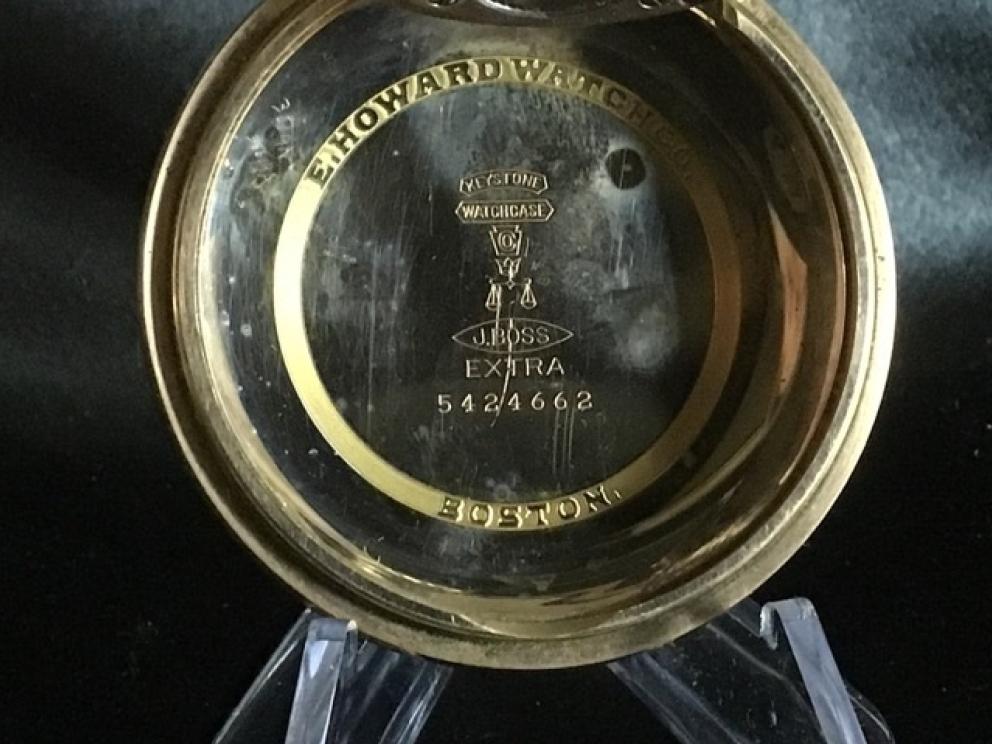 E. HOWARD WATCH CO.
KEYSTONE
WATCHCASE
J. BOSS
EXTRA
5424662
BOSTON.